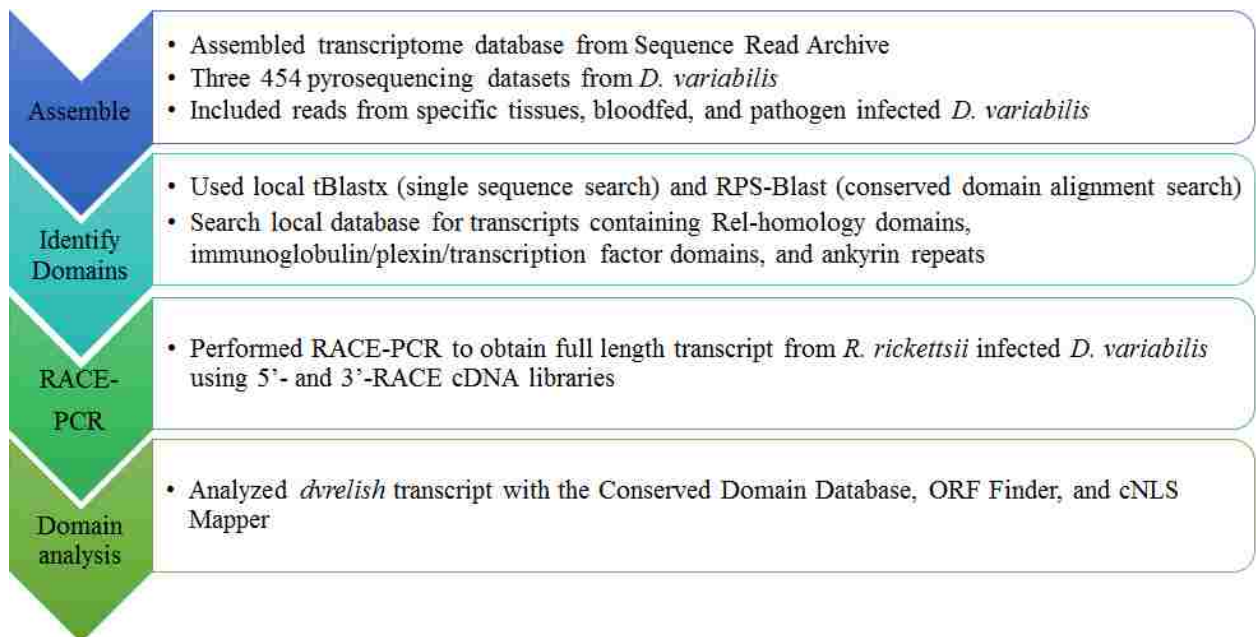 Assemble
• Assembled transcriptome database from Sequence Read Archive
• Three 454 pyrosequencing datasets from D. variabilis
• Included reads from specific tissues, bloodfed, and pathogen infected D. variabilis
Identify
Domains
• Used local tBlastx (single sequence search) and RPS-Blast (conserved domain alignment search)
• Search local database for transcripts containing Rel-homology domains,
immunoglobulin/plexin/transcription factor domains, and ankyrin repeats
RACE-
PCR
• Performed RACE-PCR to obtain full length transcript from R. rickettsii infected D. variabilis
using 5’- and 3’-RACE cDNA libraries
Domain
analysis
• Analyzed dvrelish transcript with the Conserved Domain Database, ORF Finder, and cNLS
Mapper